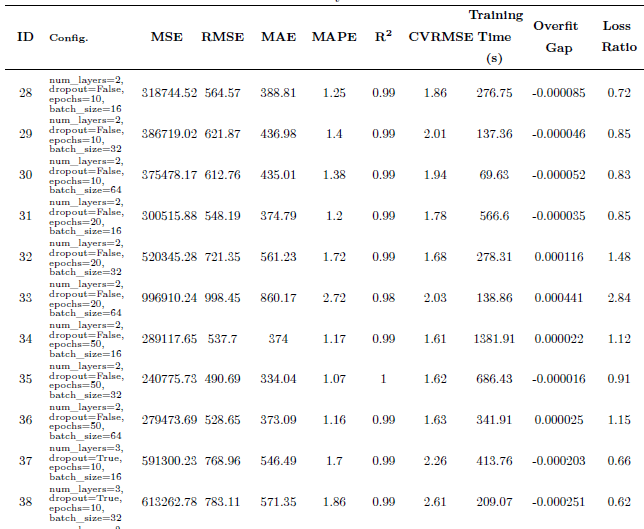 ID Config. MSE RMSE MAE MAPE R² CVRMSE Training Time (s) Overfit Gap Loss Ratio
28 num_layers=2, dropout=False, epochs=10, batch_size=16 318744.52 564.57 388.81 1.25 0.99 1.86 276.75 -0.000085 0.72
29 num_layers=2, dropout=False, epochs=10, batch_size=32 386719.02 621.87 436.98 1.4 0.99 2.01 137.36 -0.000046 0.85
30 num_layers=2, dropout=False, epochs=10, batch_size=64 375478.17 612.76 435.01 1.38 0.99 1.94 69.63 -0.000052 0.83
31 num_layers=2, dropout=False, epochs=20, batch_size=16 300515.88 548.19 374.79 1.2 0.99 1.78 566.6 -0.000035 0.85
32 num_layers=2, dropout=False, epochs=20, batch_size=32 520345.28 721.35 561.23 1.72 0.99 1.68 278.31 0.000116 1.48
33 num_layers=2, dropout=False, epochs=20, batch_size=64 996910.24 998.45 860.17 2.72 0.98 2.03 138.86 0.000441 2.84
34 num_layers=2, dropout=False, epochs=50, batch_size=16 289117.65 537.7 374 1.17 0.99 1.61 1381.91 0.000022 1.12
35 num_layers=2, dropout=False, epochs=50, batch_size=32 240775.73 490.69 334.04 1.07 1 1.62 686.43 -0.000016 0.91
36 num_layers=2, dropout=False, epochs=50, batch_size=64 279473.69 528.65 373.09 1.16 0.99 1.63 341.91 0.000025 1.15
37 num_layers=3, dropout=True, epochs=10, batch_size=16 591300.23 768.96 546.49 1.7 0.99 2.26 413.76 -0.000203 0.66
38 num_layers=3, dropout=True, epochs=10, batch_size=32 613262.78 783.11 571.35 1.86 0.99 2.61 209.07 -0.000251 0.62